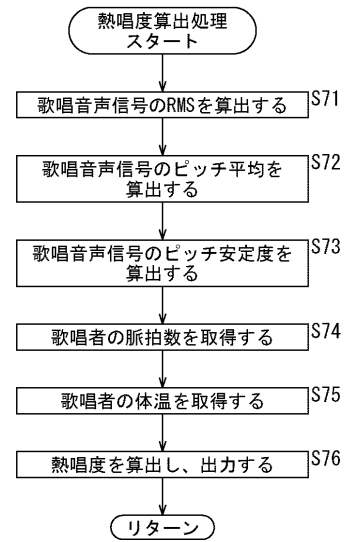 熱唱度算出処理
スタート
歌唱音声信号のRMSを算出する
S71
歌唱音声信号のピッチ平均を
算出する
S72
歌唱音声信号のピッチ安定度を
算出する
S73
歌唱者の脈拍数を取得する
S74
歌唱者の体温を取得する
S75
熱唱度を算出し、出力する
S76
リターン